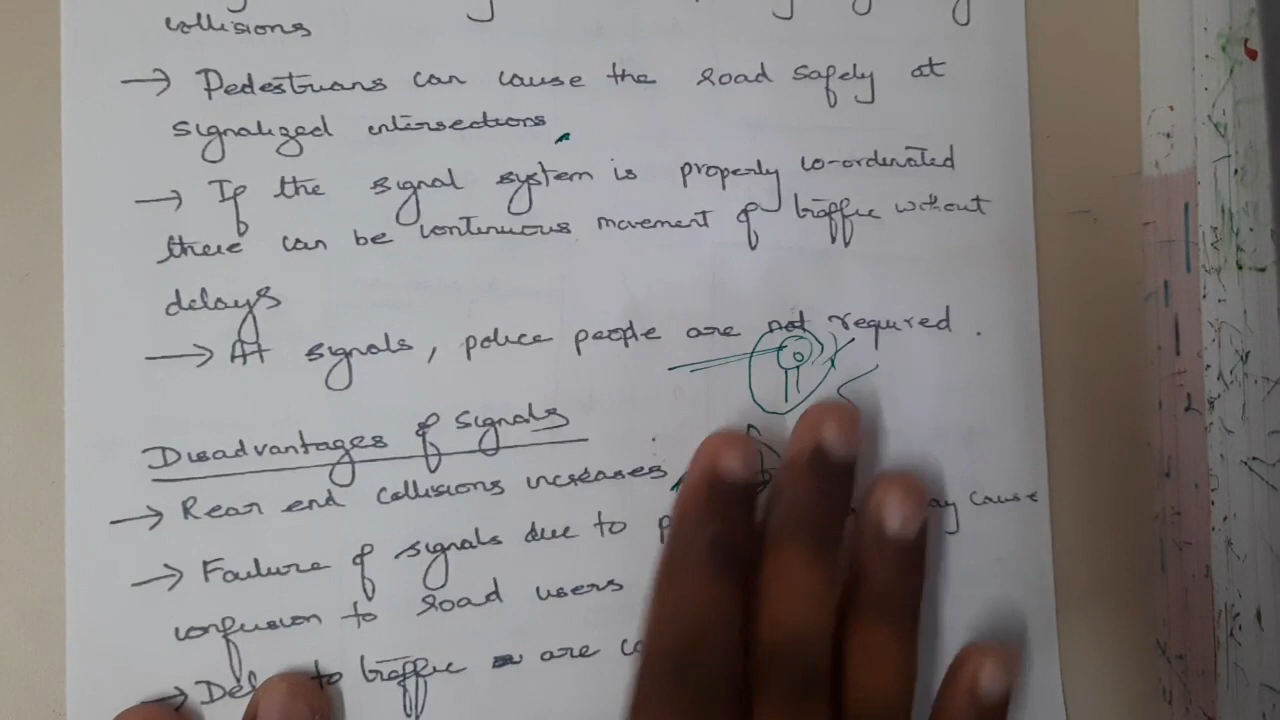 collisions
→ Pedestrians can cause the road safely at
signalized intersections
→ If the signal system is properly co-ordinated
there can be continuous movement of traffic without
delays
→ At signals, police people are not required.
Disadvantages of signals
→ Rear end collisions increases
→ Failure of signals due to may cause
confusion to road users
→ to traffic are